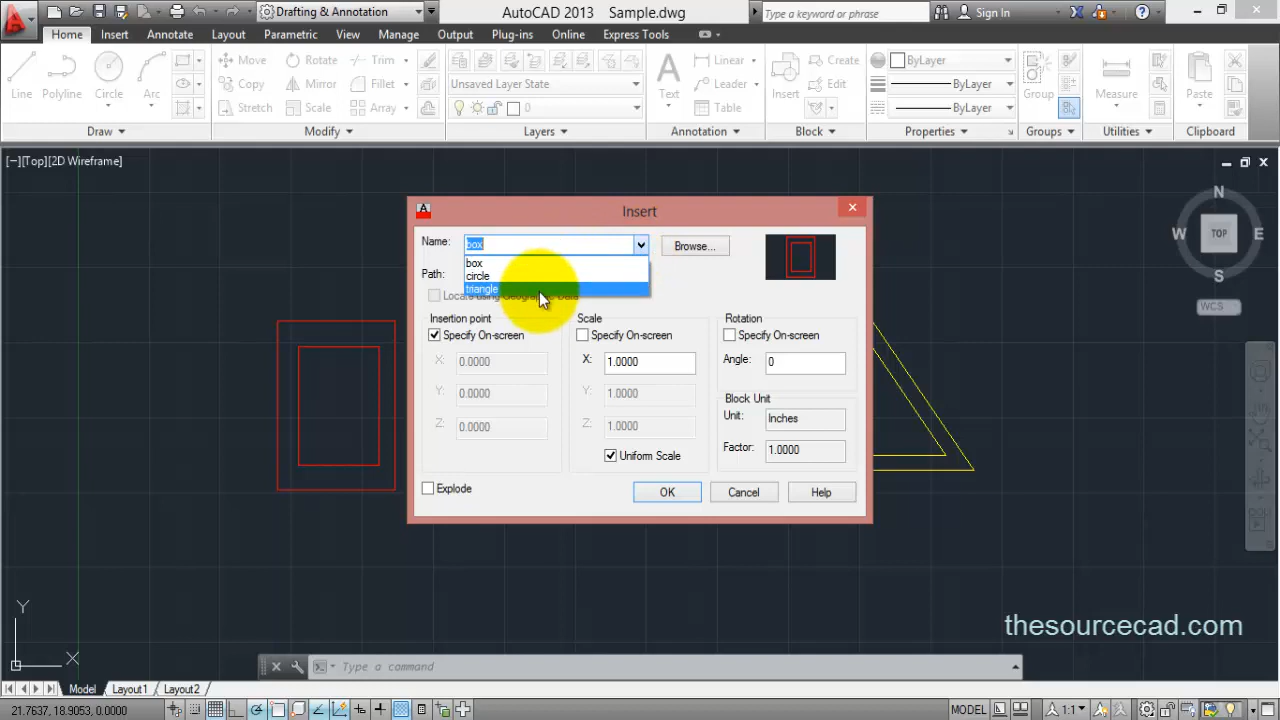 Drafting & Annotation
AutoCAD 2013 Sample.dwg
Type a keyword or phrase
Sign In
Home Insert Annotate Layout Parametric View Manage Output Plug-ins Online Express Tools
Line Polyline Circle Arc
Move Rotate Trim
Copy Mirror Fillet
Stretch Scale Array
Unsaved Layer State
0
Text
Linear
Leader
Table
Insert
Create
Edit
ByLayer
ByLayer
ByLayer
Group
Measure
Paste
Draw Modify Layers Annotation Block Properties Groups Utilities Clipboard
[−][Top][2D Wireframe]
N
W TOP E
S
WCS
Insert
Name: box Browse...
box
circle
triangle
Path:
Locate using Geographic Data
Insertion point Scale Rotation
Specify On-screen Specify On-screen Specify On-screen
X: 0.0000 X: 1.0000 Angle: 0
Y: 0.0000 Y: 1.0000
Z: 0.0000 Z: 1.0000
Block Unit
Unit: Inches
Factor: 1.0000
Uniform Scale
Explode OK Cancel Help
thesourcecad.com
Y
X
Type a command
Model Layout1 Layout2
21.7637, 18.9053, 0.0000 MODEL 1:1